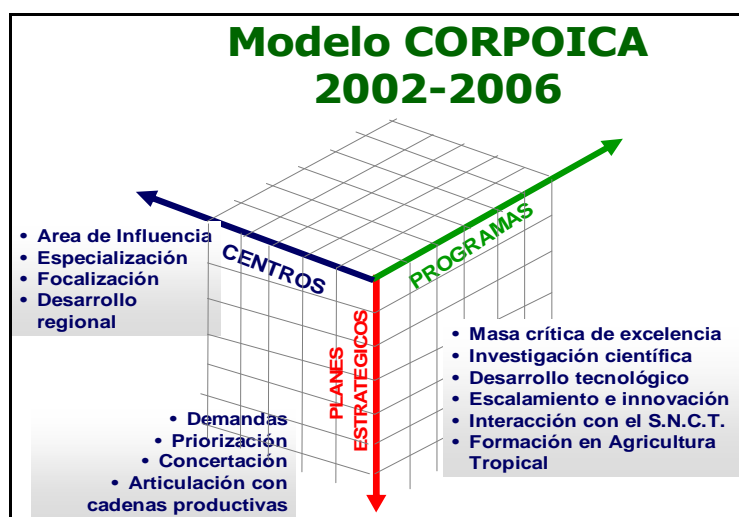 Modelo CORPOICA
2002-2006
• Area de Influencia
• Especialización
• Focalización
• Desarrollo
regional
CENTROS
PROGRAMAS
PLANES
ESTRATEGICOS
• Masa crítica de excelencia
• Investigación científica
• Desarrollo tecnológico
• Escalamiento e innovación
• Interacción con el S.N.C.T.
• Formación en Agricultura
Tropical
• Demandas
• Priorización
• Concertación
• Articulación con
cadenas productivas